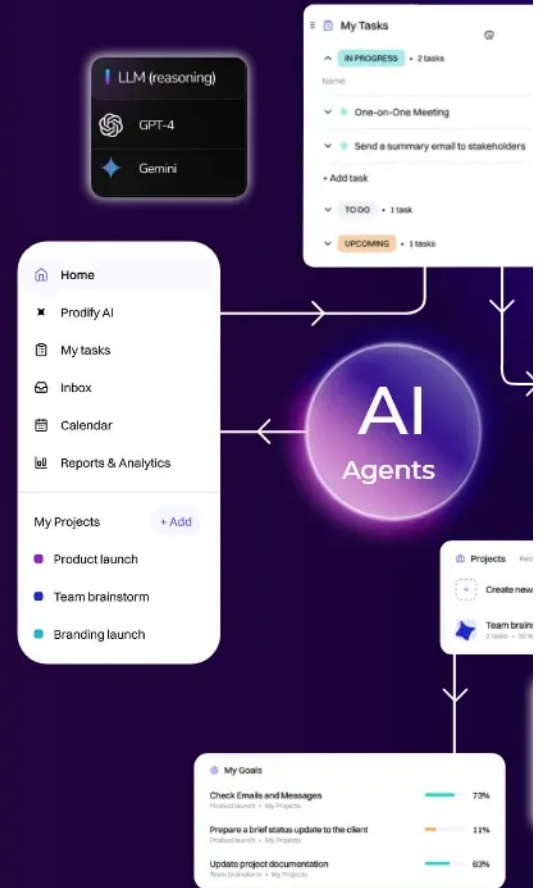 My Tasks
IN PROGRESS • 2 tasks
Name
One-on-One Meeting
Send a summary email to stakeholders
+ Add task
TO DO • 1 task
UPCOMING • 1 tasks
LLM (reasoning)
GPT-4
Gemini
Home
Prodify AI
My tasks
Inbox
Calendar
Reports & Analytics
My Projects + Add
Product launch
Team brainstorm
Branding launch
AI
Agents
Projects
Create new
Team
2 tasks •
My Goals
Check Emails and Messages 73%
Product launch • My Projects
Prepare a brief status update to the client 11%
Product launch • My Projects
Update project documentation 63%
Team brainstorm • My Projects